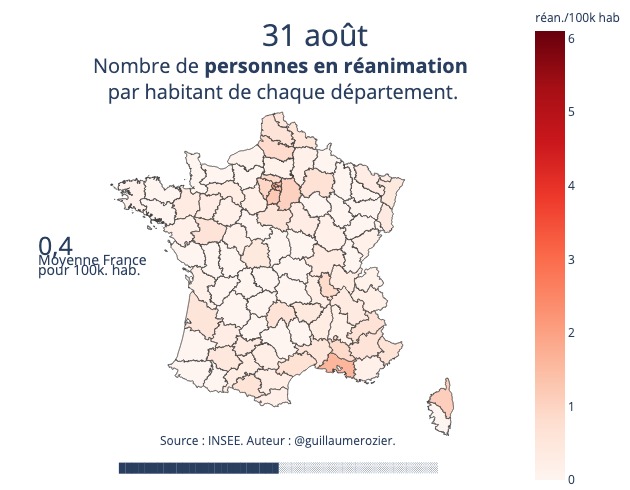 réan./100k hab
31 août
Nombre de personnes en réanimation
par habitant de chaque département.
6
5
4
3
2
1
0
0,4
Moyenne France
pour 100k. hab.
Source : INSEE. Auteur : @guillaumerozier.